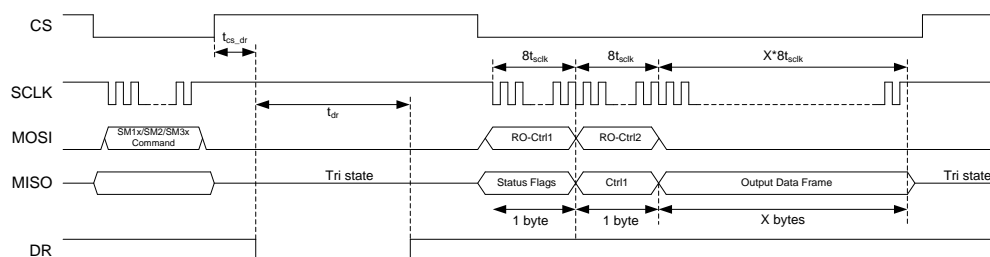 CS
t_cs_dr
8t_sclk
8t_sclk
X*8t_sclk
SCLK
t_dr
MOSI
SM1x/SM2/SM3x
Command
RO-Ctrl1
RO-Ctrl2
MISO
Tri state
Status Flags
Ctrl1
Output Data Frame
Tri state
1 byte
1 byte
X bytes
DR